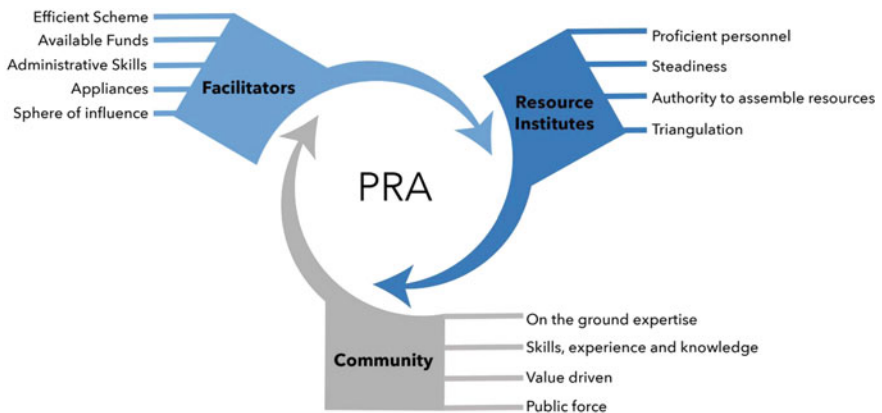 Efficient Scheme
Available Funds
Administrative Skills
Appliances
Sphere of influence
Facilitators
Proficient personnel
Steadiness
Authority to assemble resources
Triangulation
Resource
Institutes
PRA
Community
On the ground expertise
Skills, experience and knowledge
Value driven
Public force